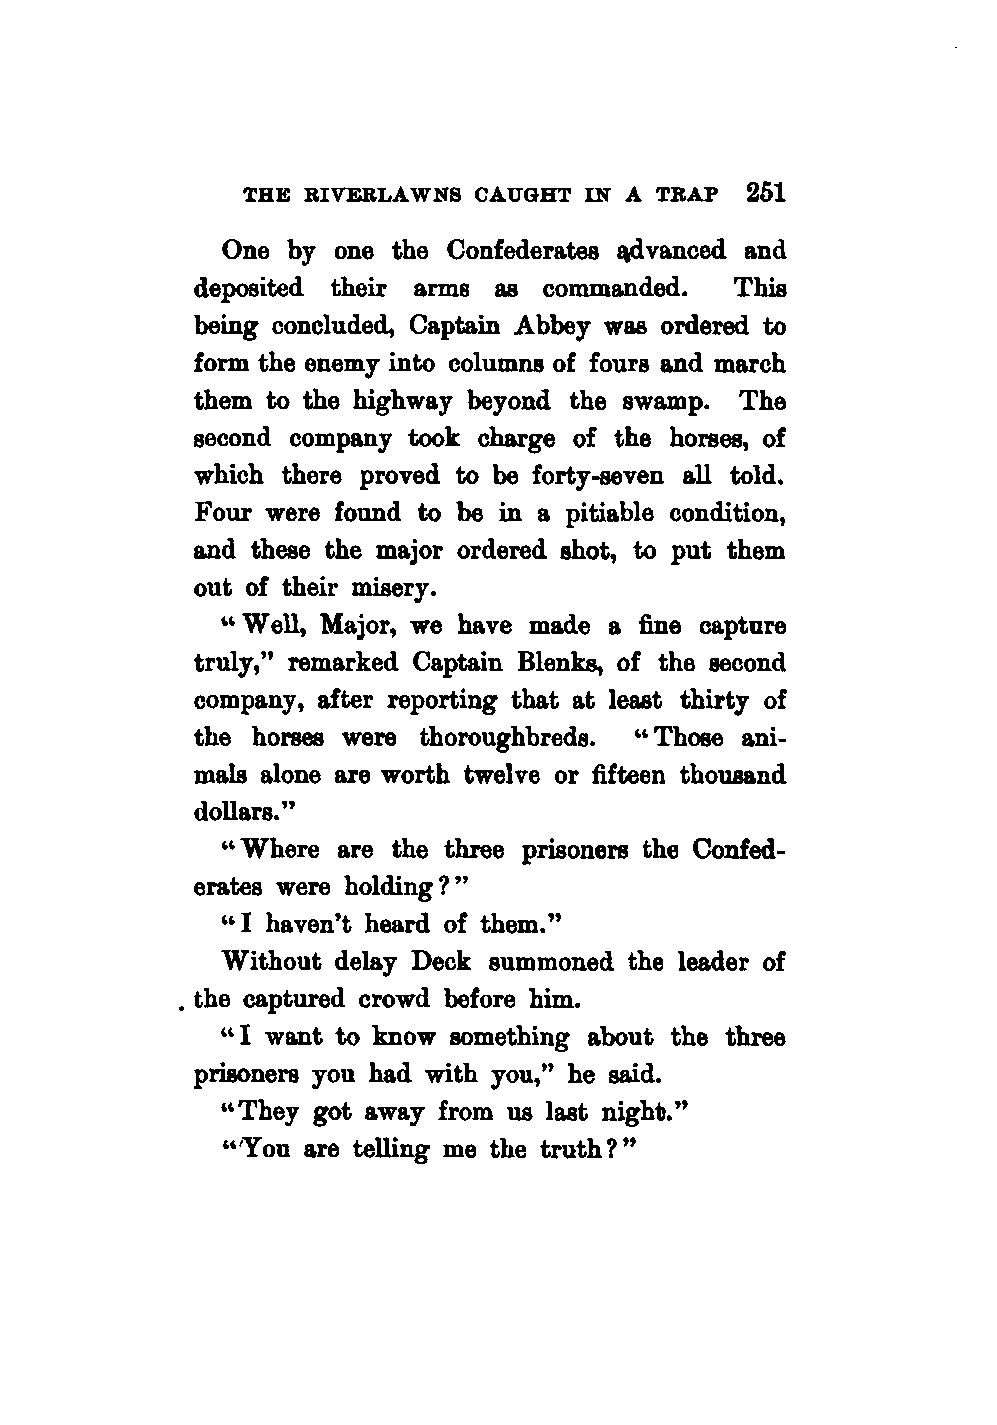 THE RIVERLAWNS CAUGHT IN A TRAP 251
One by one the Confederates advanced and
deposited their arms as commanded. This
being concluded, Captain Abbey was ordered to
form the enemy into columns of fours and march
them to the highway beyond the swamp. The
second company took charge of the horses, of
which there proved to be forty-seven all told.
Four were found to be in a pitiable condition,
and these the major ordered shot, to put them
out of their misery.
“Well, Major, we have made a fine capture
truly,” remarked Captain Blenks, of the second
company, after reporting that at least thirty of
the horses were thoroughbreds. “Those ani-
mals alone are worth twelve or fifteen thousand
dollars.”
“Where are the three prisoners the Confed-
erates were holding?”
“I haven't heard of them.”
Without delay Deck summoned the leader of
the captured crowd before him.
“I want to know something about the three
prisoners you had with you,” he said.
“They got away from us last night.”
“You are telling me the truth?”